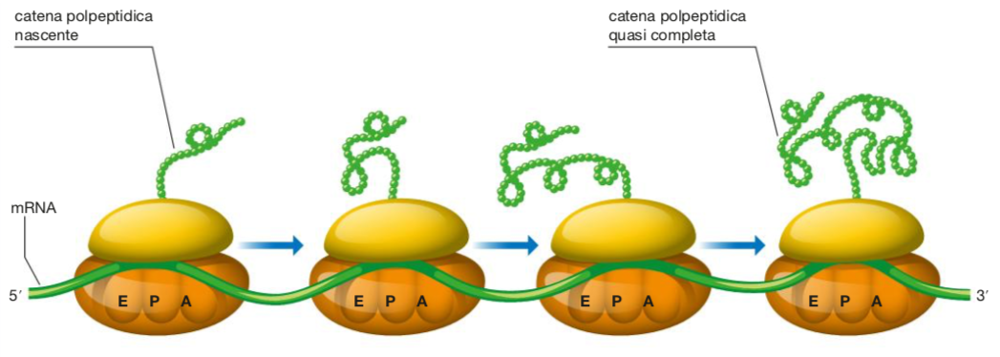 catena polpeptidica
nascente
catena polpeptidica
quasi completa
mRNA
5′
E P A
E P A
E P A
E P A
3′